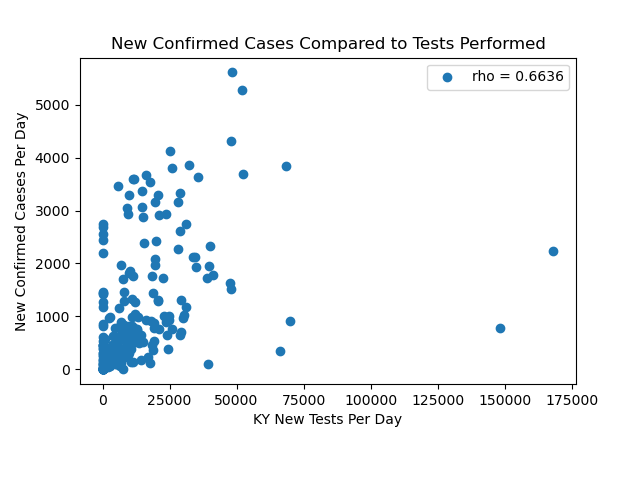 New Confirmed Cases Compared to Tests Performed
rho = 0.6636
New Confirmed Caeses Per Day
5000
4000
3000
2000
1000
0
0 25000 50000 75000 100000 125000 150000 175000
KY New Tests Per Day